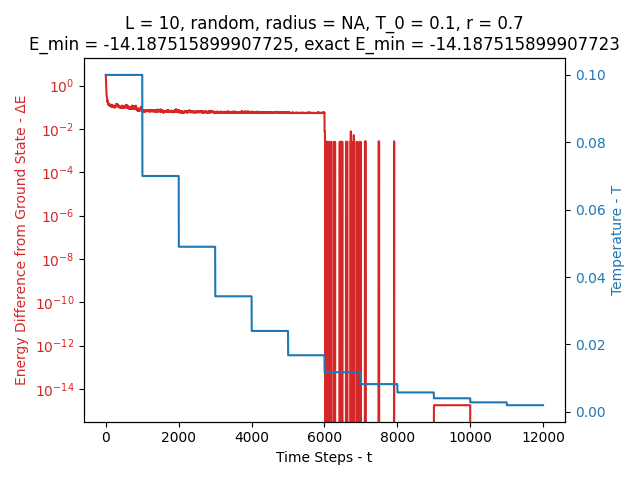 L = 10, random, radius = NA, T_0 = 0.1, r = 0.7
E_min = -14.187515899907725, exact E_min = -14.187515899907723
10⁰
10⁻²
10⁻⁴
10⁻⁶
10⁻⁸
10⁻¹⁰
10⁻¹²
10⁻¹⁴
Energy Difference from Ground State - ΔE
0.10
0.08
0.06
0.04
0.02
0.00
Temperature - T
0 2000 4000 6000 8000 10000 12000
Time Steps - t